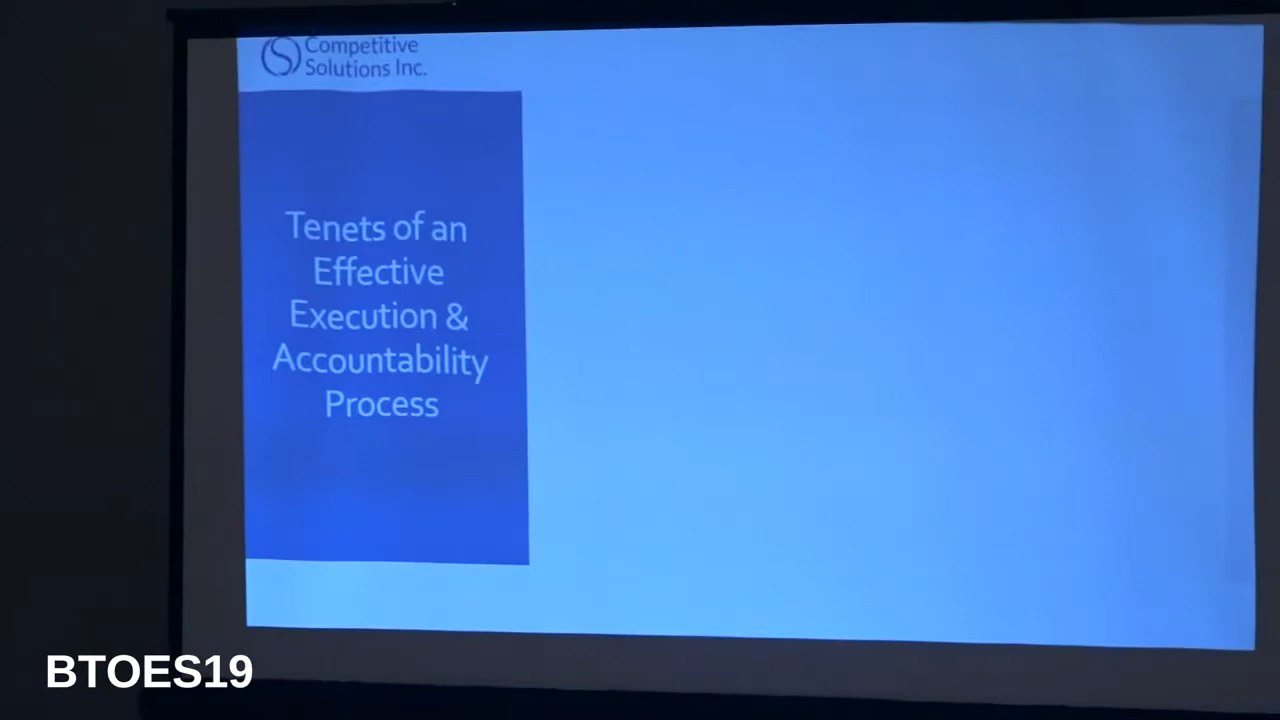 Competitive
Solutions Inc.
Tenets of an
Effective
Execution &
Accountability
Process
BTOES19